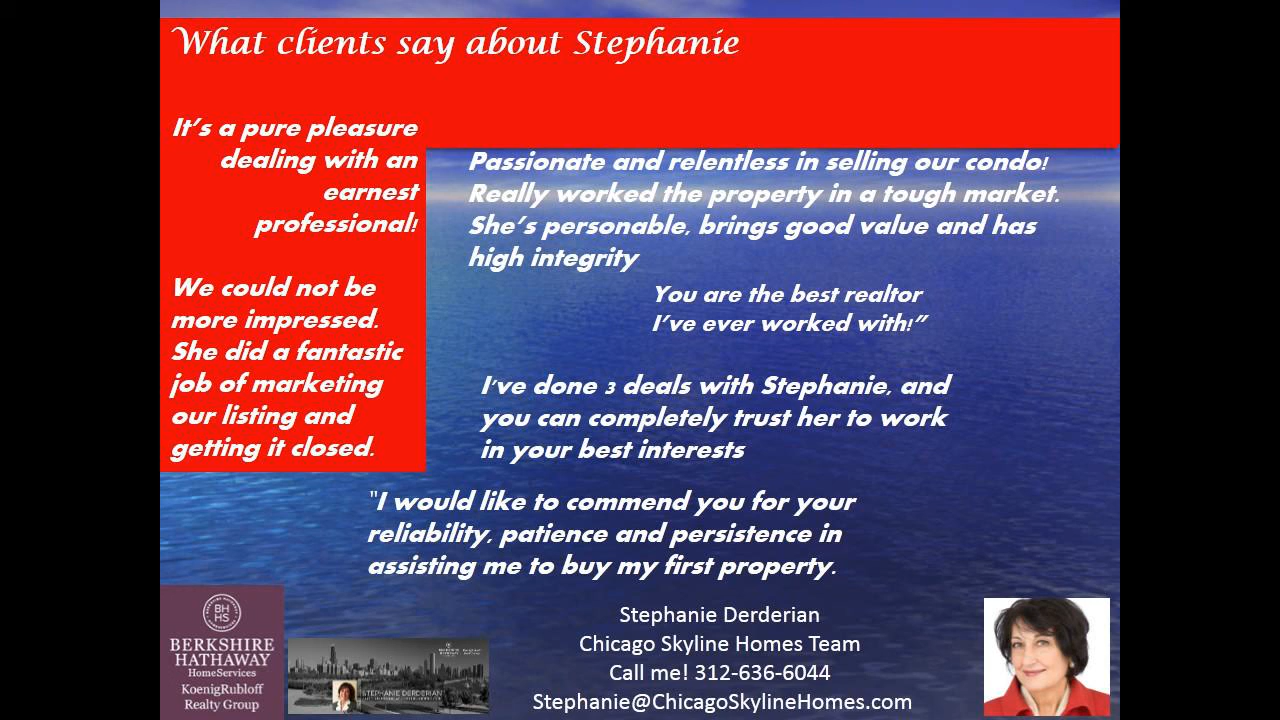 What clients say about Stephanie
It's a pure pleasure
dealing with an
earnest
professional!
We could not be
more impressed.
She did a fantastic
job of marketing
our listing and
getting it closed.
Passionate and relentless in selling our condo!
Really worked the property in a tough market.
She's personable, brings good value and has
high integrity
You are the best realtor
I've ever worked with!”
I've done 3 deals with Stephanie, and
you can completely trust her to work
in your best interests
"I would like to commend you for your
reliability, patience and persistence in
assisting me to buy my first property.
BH
HS
BERKSHIRE
HATHAWAY
HomeServices
KoenigRubloff
Realty Group
STEPHANIE DERDERIAN
Stephanie Derderian
Chicago Skyline Homes Team
Call me! 312-636-6044
Stephanie@ChicagoSkylineHomes.com